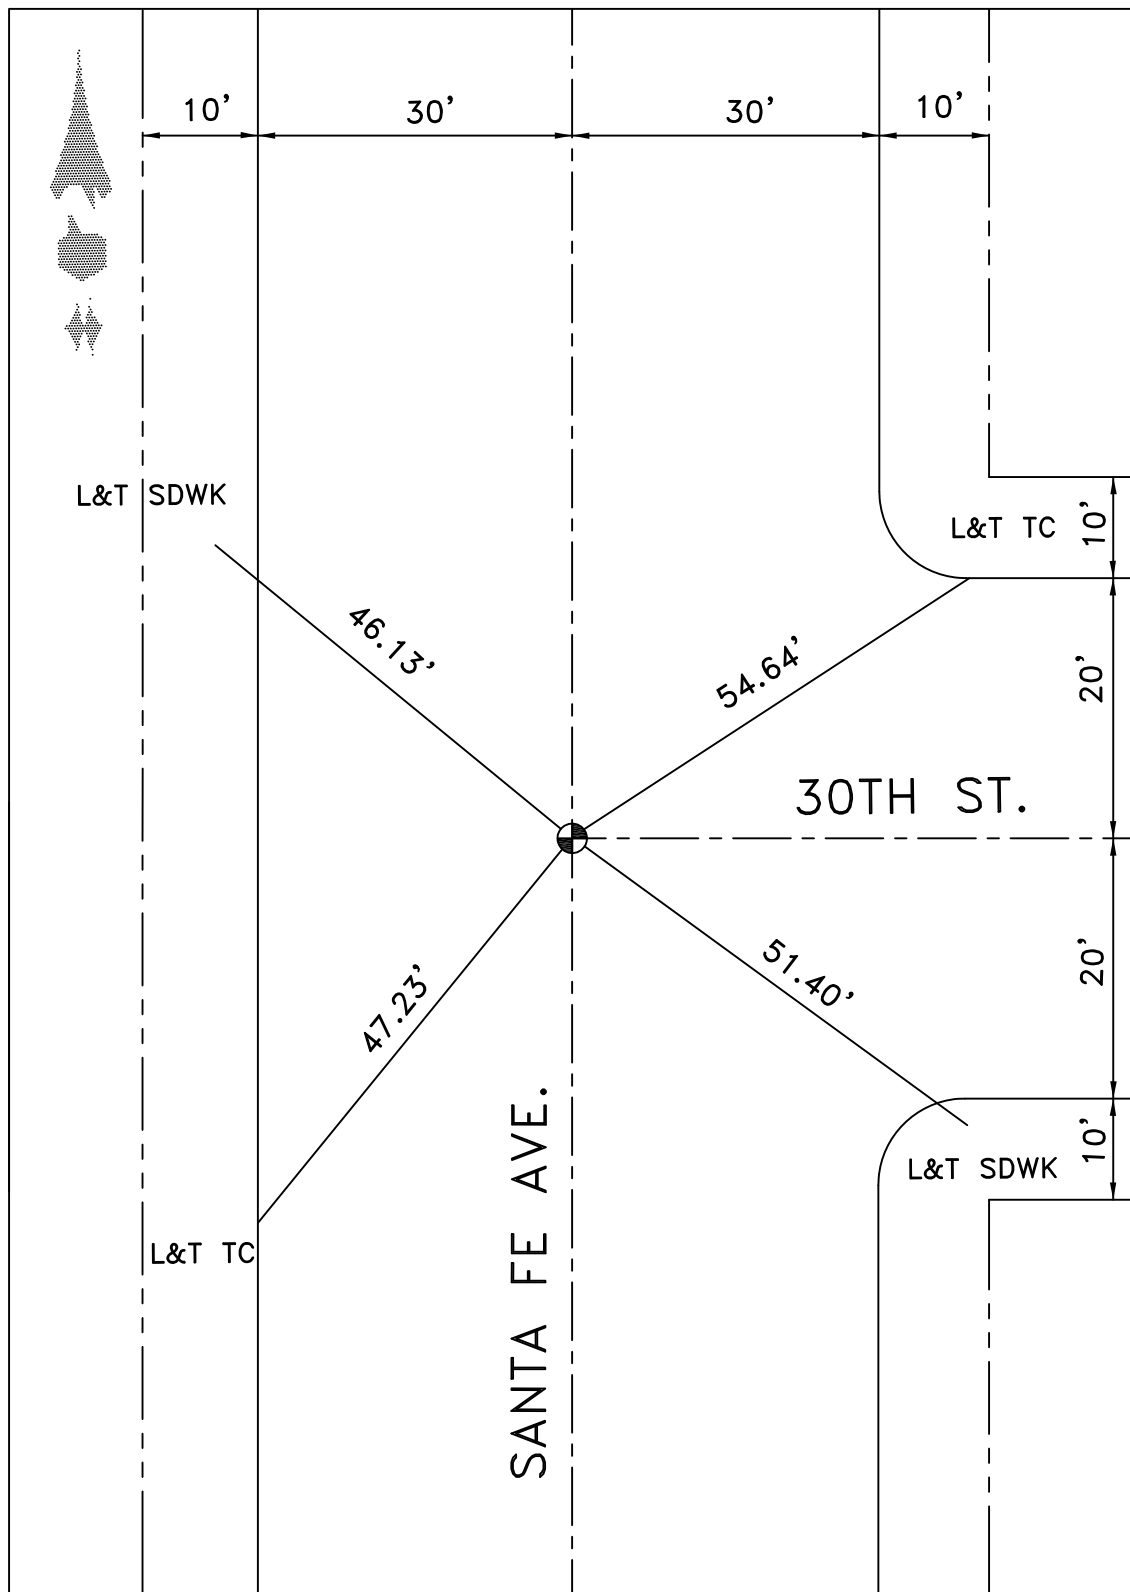 10' 30' 30' 10'
L&T SDWK
L&T TC
10'
46.13'
54.64'
20'
30TH ST.
51.40'
20'
47.23'
SANTA FE AVE.
10'
L&T SDWK
L&T TC